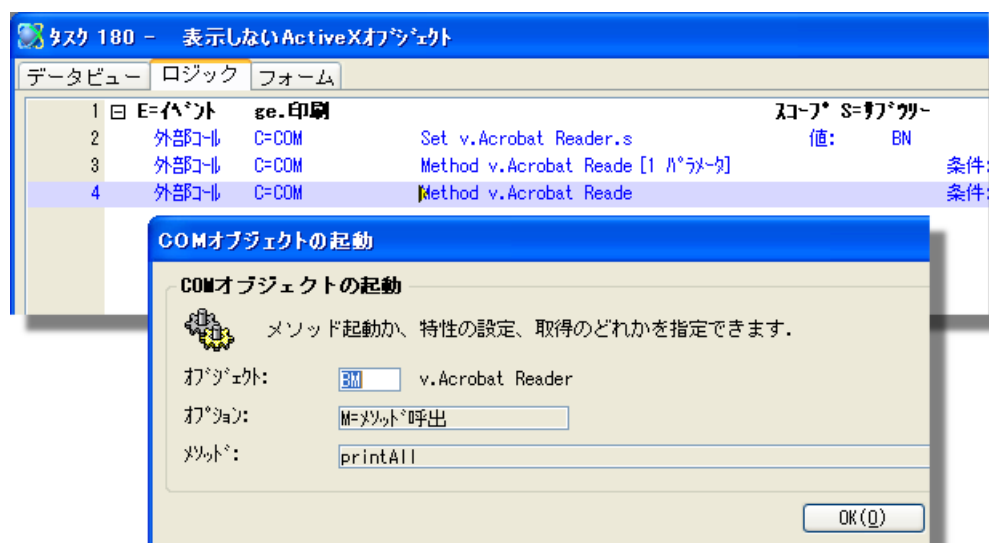 ﾀｽｸ 180 - 表示しないActiveXｵﾌﾞｼﾞｪｸﾄ
データビュー ロジック フォーム
1 E=ｲﾍﾞﾝﾄ ge.印刷 ｽｺｰﾌﾟ S=ｻﾌﾞﾂﾘｰ
2 外部ｺｰﾙ C=COM Set v.Acrobat Reader.s 値: BN
3 外部ｺｰﾙ C=COM Method v.Acrobat Reade [1 ﾊﾟﾗﾒｰﾀ] 条件:
4 外部ｺｰﾙ C=COM Method v.Acrobat Reade 条件:
COMオブジェクトの起動
COMオブジェクトの起動
メソッド起動か、特性の設定、取得のどれかを指定できます.
ｵﾌﾞｼﾞｪｸﾄ: BM v.Acrobat Reader
ｵﾌﾟｼｮﾝ: M=ﾒｿｯﾄﾞ呼出
ﾒｿｯﾄﾞ: printAll
OK(O)